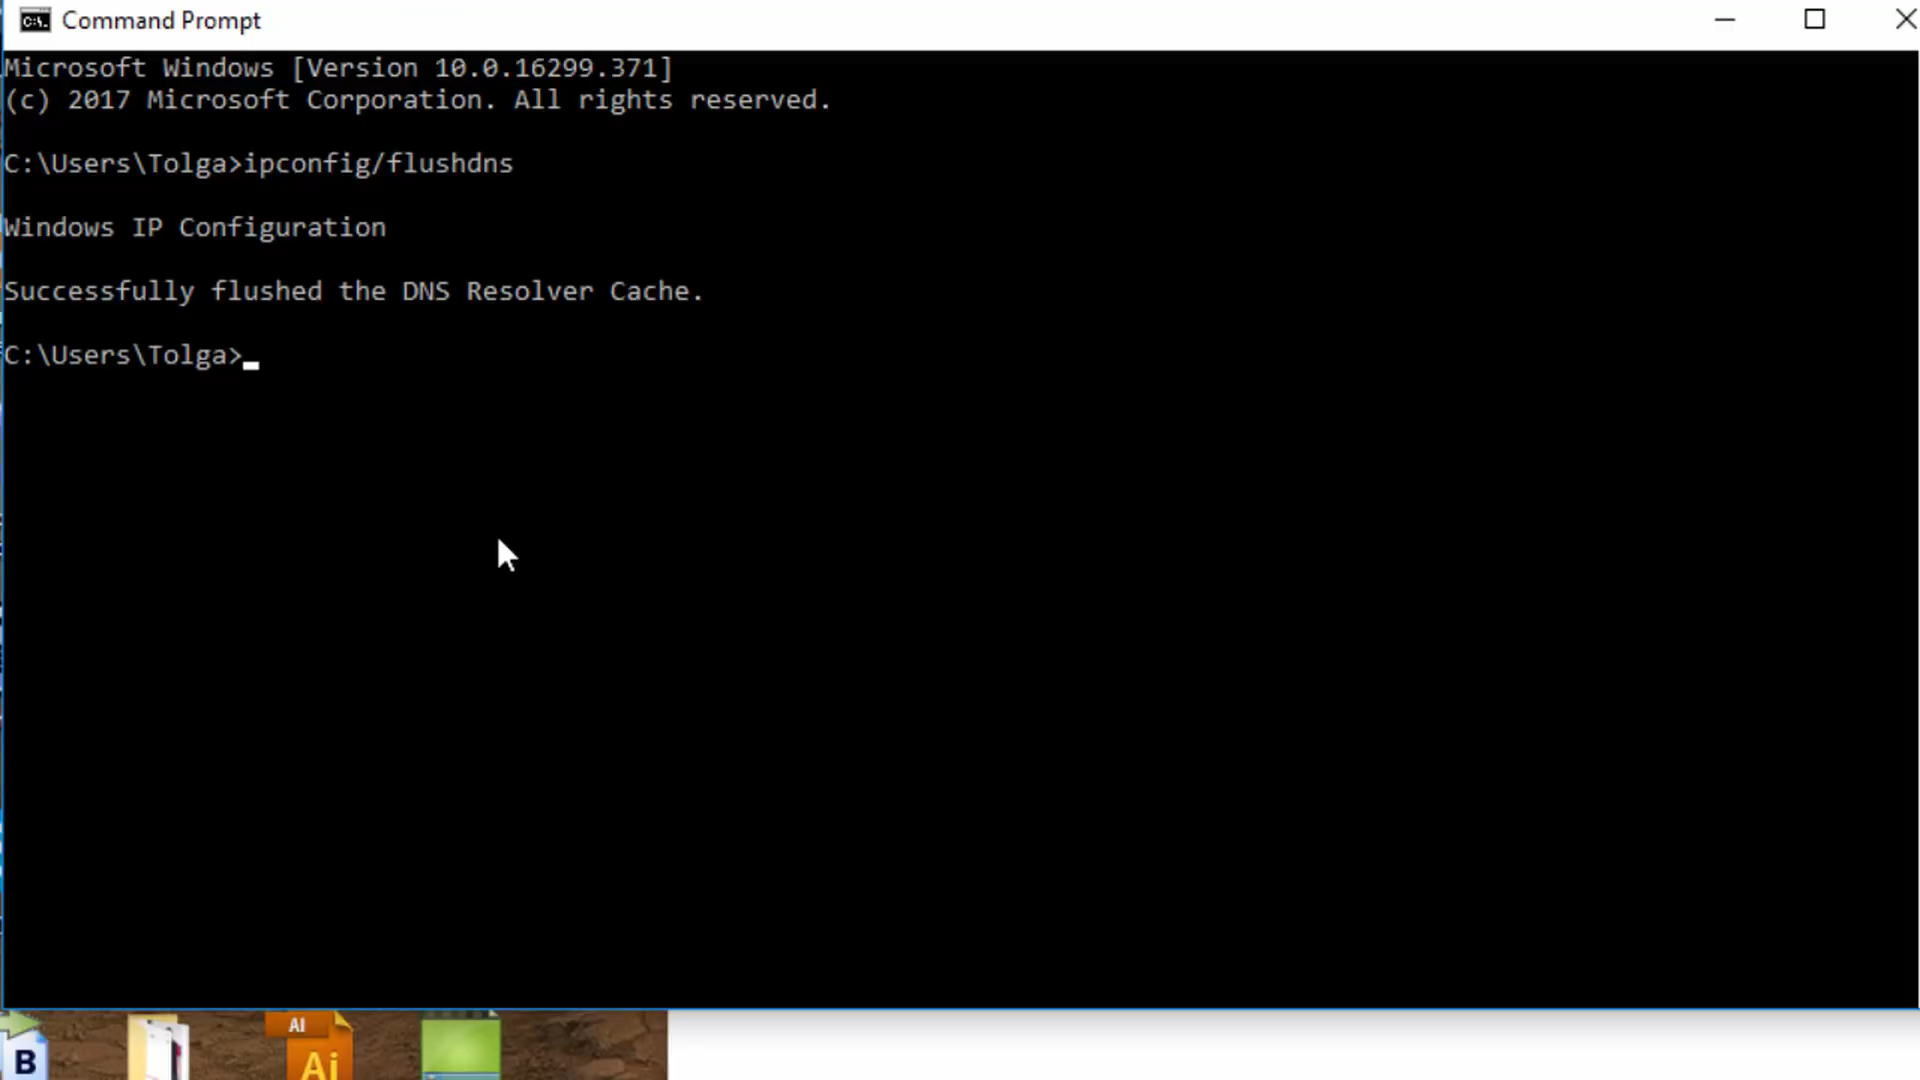 Command Prompt
Microsoft Windows [Version 10.0.16299.371]
(c) 2017 Microsoft Corporation. All rights reserved.
C:\Users\Tolga>ipconfig/flushdns
Windows IP Configuration
Successfully flushed the DNS Resolver Cache.
C:\Users\Tolga>
B
AI
Ai